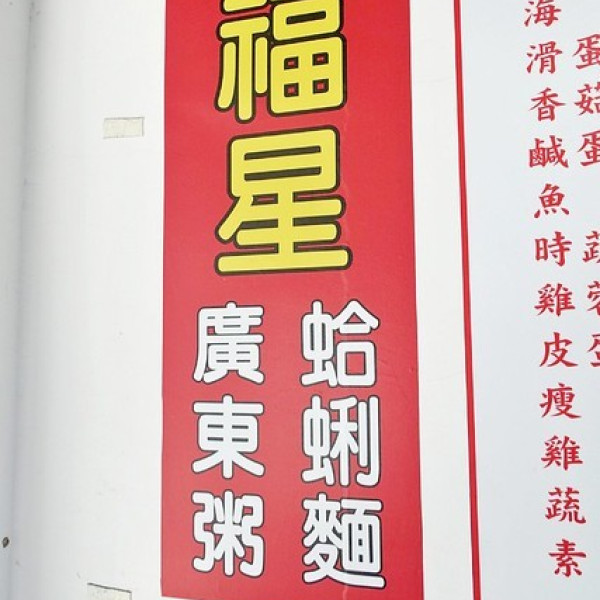 福星
蛤蜊麵
廣東粥
蛋菇蛋
海滑香鹹魚時雞皮瘦雞蔬素